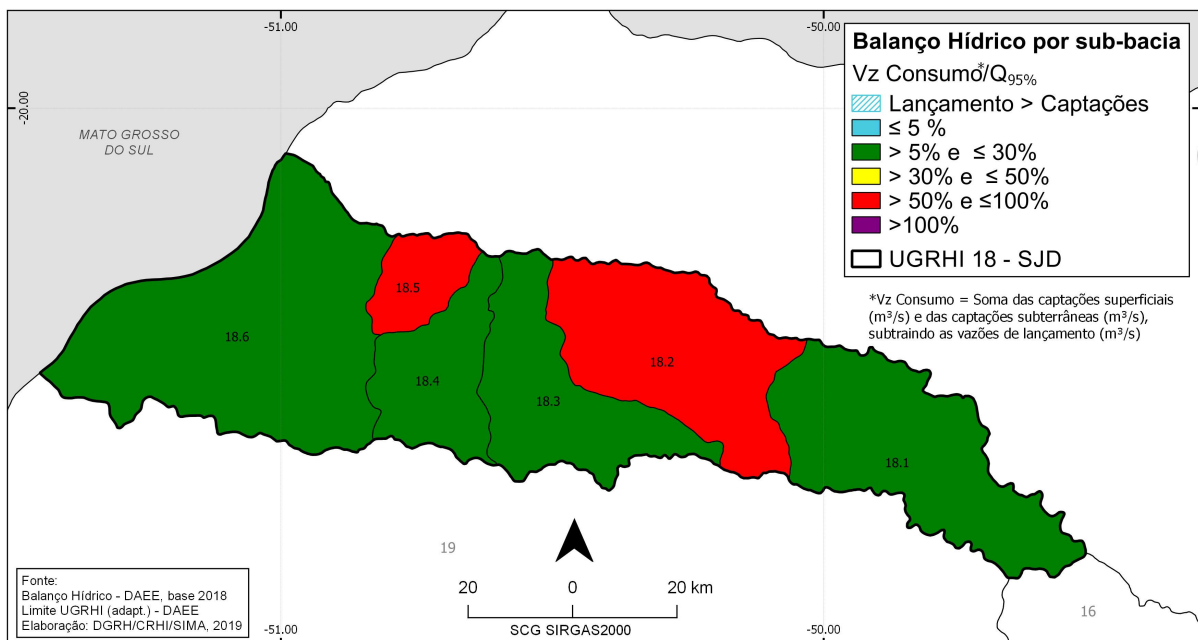 -51.00
-50.00
-20.00
MATO GROSSO
DO SUL
Balanço Hídrico por sub-bacia
Vz Consumo*/Q95%
Lançamento > Captações
≤ 5 %
> 5% e ≤ 30%
> 30% e ≤ 50%
> 50% e ≤100%
>100%
UGRHI 18 - SJD
*Vz Consumo = Soma das captações superficiais
(m³/s) e das captações subterrâneas (m³/s),
subtraindo as vazões de lançamento (m³/s)
18.5
18.6
18.2
18.4
18.3
18.1
19
16
20 0 20 km
SCG SIRGAS2000
Fonte:
Balanço Hídrico - DAEE, base 2018
Limite UGRHI (adapt.) - DAEE
Elaboração: DGRH/CRHI/SIMA, 2019
-51.00
-50.00